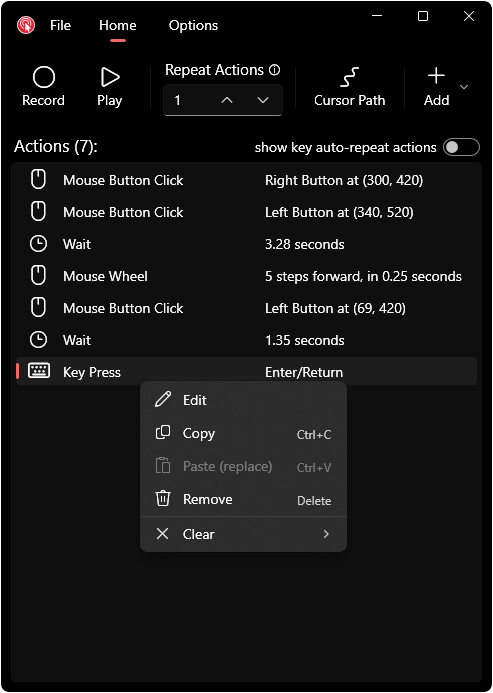 File Home Options
Repeat Actions
Record Play 1 Cursor Path Add
Actions (7): show key auto-repeat actions
Mouse Button Click Right Button at (300, 420)
Mouse Button Click Left Button at (340, 520)
Wait 3.28 seconds
Mouse Wheel 5 steps forward, in 0.25 seconds
Mouse Button Click Left Button at (69, 420)
Wait 1.35 seconds
Key Press Enter/Return
Edit
Copy Ctrl+C
Paste (replace) Ctrl+V
Remove Delete
Clear